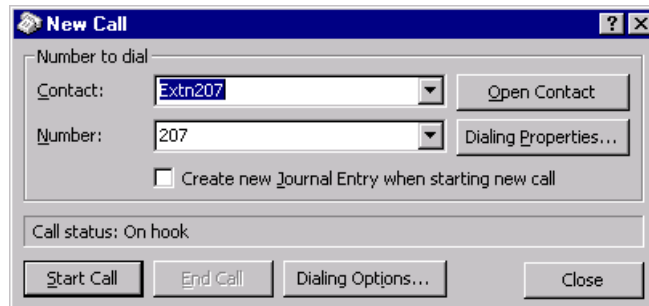 New Call
Number to dial
Contact: Extn207 Open Contact
Number: 207 Dialing Properties...
Create new Journal Entry when starting new call
Call status: On hook
Start Call End Call Dialing Options... Close